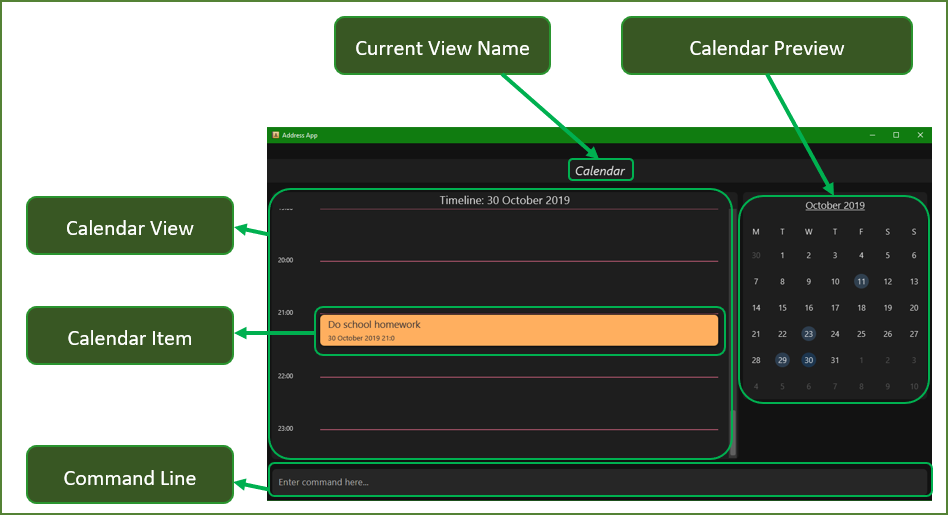 Current View Name
Calendar Preview
Address App
Calendar
Calendar View
Timeline: 30 October 2019
October 2019
M T W T F S S
30 1 2 3 4 5 6
20:00
7 8 9 10 11 12 13
14 15 16 17 18 19 20
21:00
Calendar Item
Do school homework
30 October 2019 21:0
21 22 23 24 25 26 27
28 29 30 31 1 2 3
22:00
4 5 6 7 8 9 10
23:00
Command Line
Enter command here...